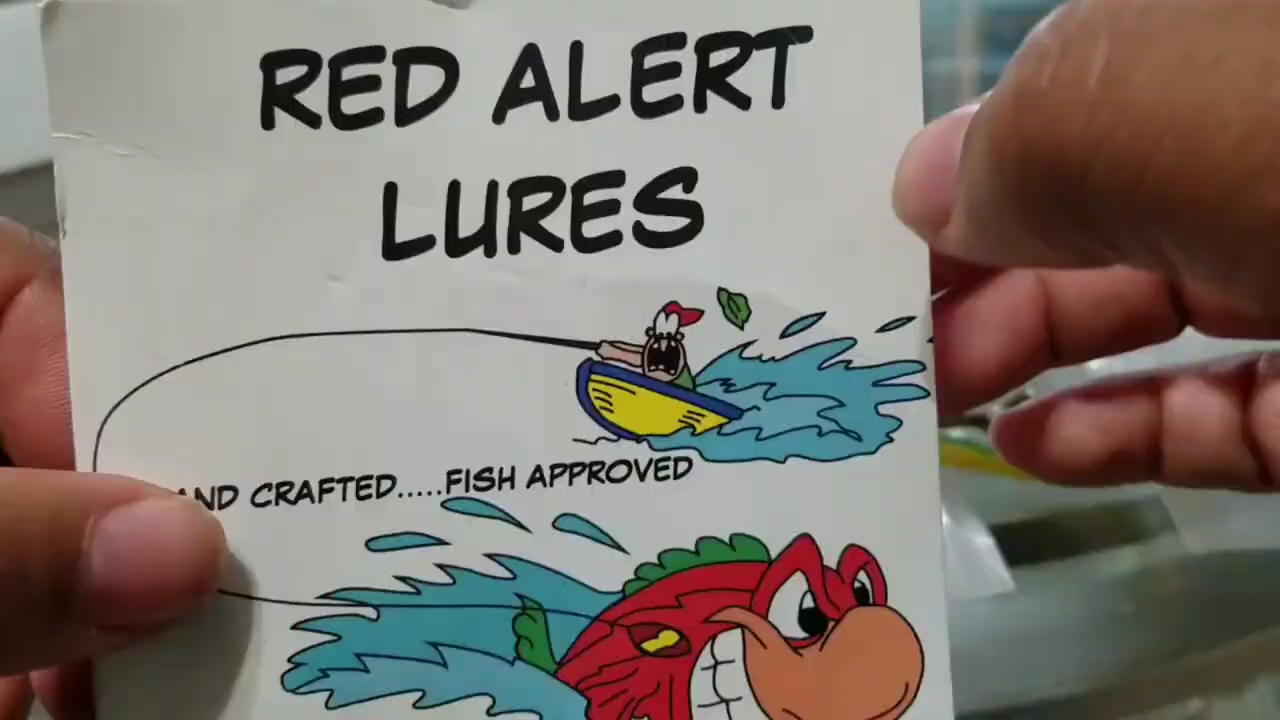 RED ALERT
LURES
AND CRAFTED.....FISH APPROVED